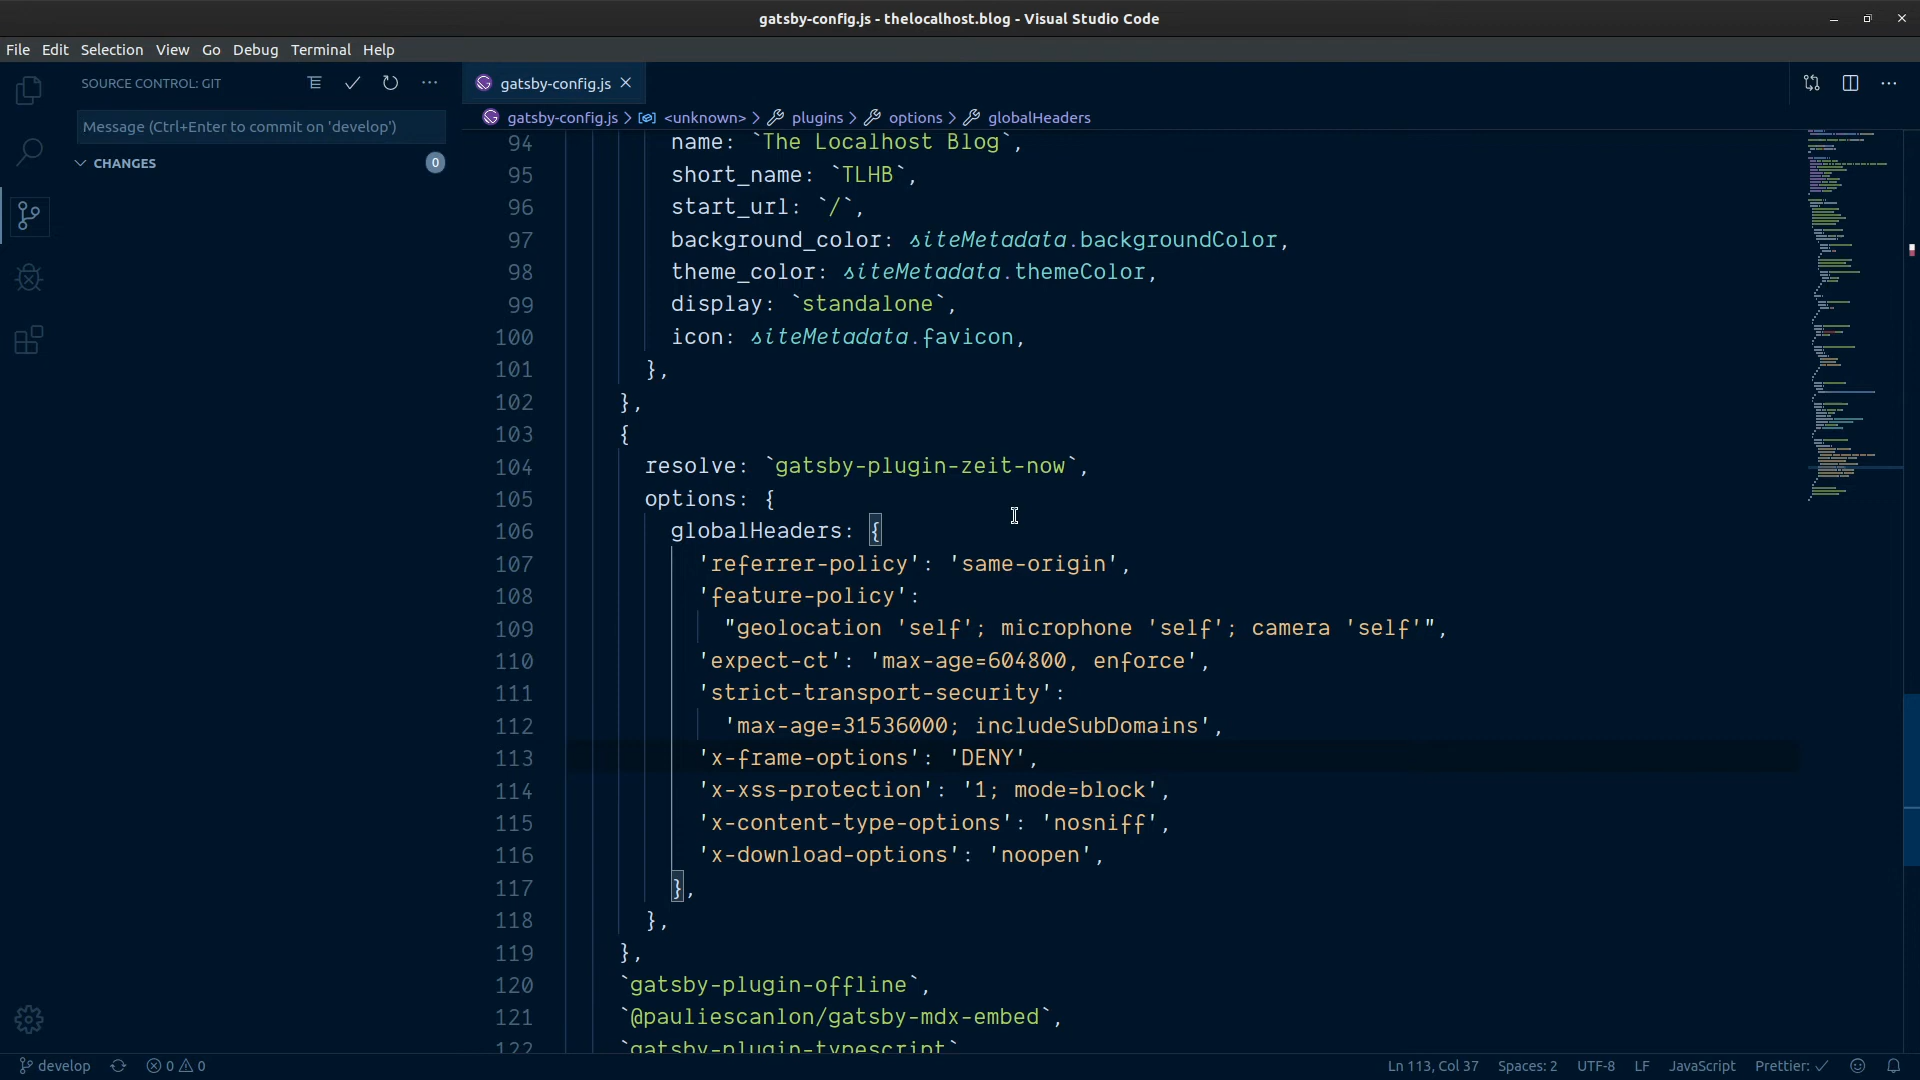 gatsby-config.js - thelocalhost.blog - Visual Studio Code
File Edit Selection View Go Debug Terminal Help
SOURCE CONTROL: GIT
Message (Ctrl+Enter to commit on 'develop')
CHANGES 0
gatsby-config.js
gatsby-config.js > <unknown> > plugins > options > globalHeaders
94 name: `The Localhost Blog`,
95 short_name: `TLHB`,
96 start_url: `/`,
97 background_color: siteMetadata.backgroundColor,
98 theme_color: siteMetadata.themeColor,
99 display: `standalone`,
100 icon: siteMetadata.favicon,
101 },
102 },
103 {
104 resolve: `gatsby-plugin-zeit-now`,
105 options: {
106 globalHeaders: {
107 'referrer-policy': 'same-origin',
108 'feature-policy':
109 "geolocation 'self'; microphone 'self'; camera 'self'",
110 'expect-ct': 'max-age=604800, enforce',
111 'strict-transport-security':
112 'max-age=31536000; includeSubDomains',
113 'x-frame-options': 'DENY',
114 'x-xss-protection': '1; mode=block',
115 'x-content-type-options': 'nosniff',
116 'x-download-options': 'noopen',
117 },
118 },
119 },
120 `gatsby-plugin-offline`,
121 `@pauliescanlon/gatsby-mdx-embed`,
122 `gatsby-plugin-typescript`
develop 0 0 Ln 113, Col 37 Spaces: 2 UTF-8 LF JavaScript Prettier: ✓